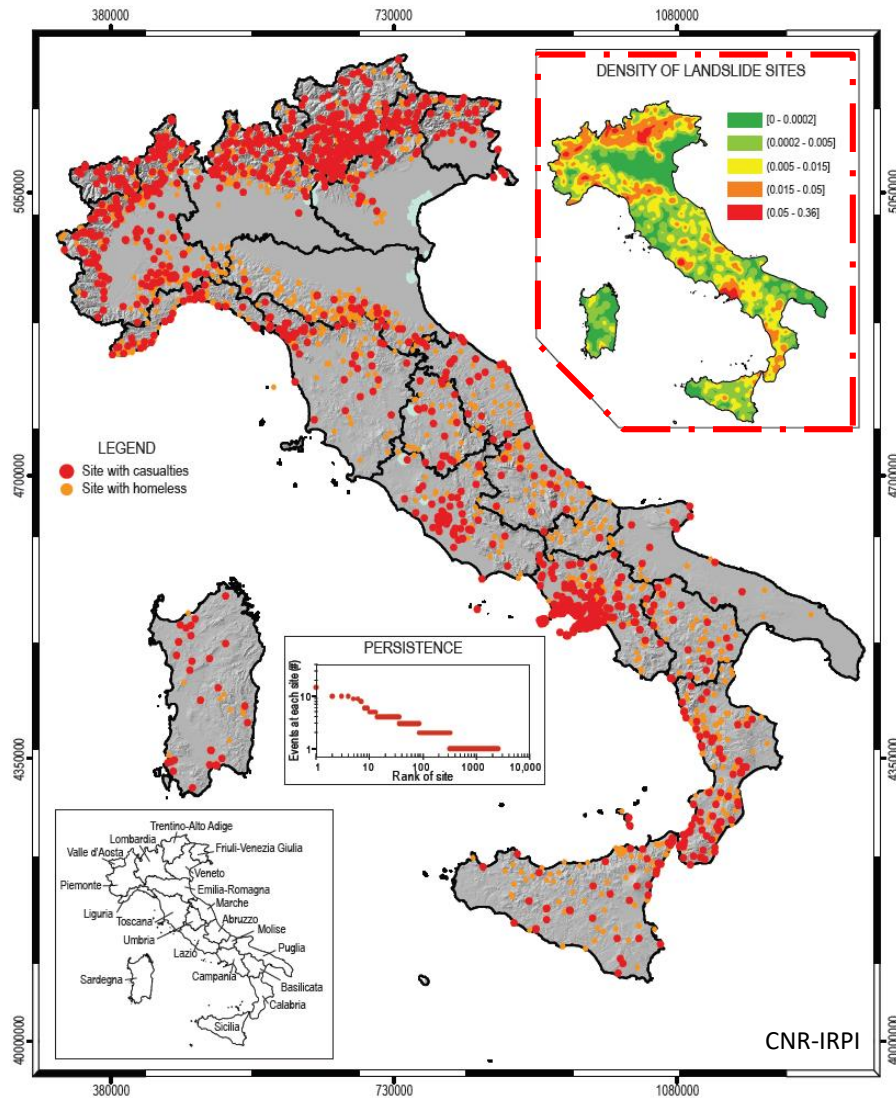 380000
730000
1080000
DENSITY OF LANDSLIDE SITES
[0 - 0.0002]
(0.0002 - 0.005]
(0.005 - 0.015]
(0.015 - 0.05]
(0.05 - 0.36]
5050000
5050000
LEGEND
Site with casualties
Site with homeless
4700000
4700000
PERSISTENCE
Events at each site (#)
10
1
1
10
100
1000
10,000
Rank of site
4350000
4350000
Trentino-Alto Adige
Lombardia
Friuli-Venezia Giulia
Valle d'Aosta
Veneto
Piemonte
Emilia-Romagna
Marche
Liguria
Toscana
Abruzzo
Umbria
Molise
Lazio
Puglia
Campania
Sardegna
Basilicata
Calabria
Sicilia
4000000
4000000
CNR-IRPI
380000
730000
1080000